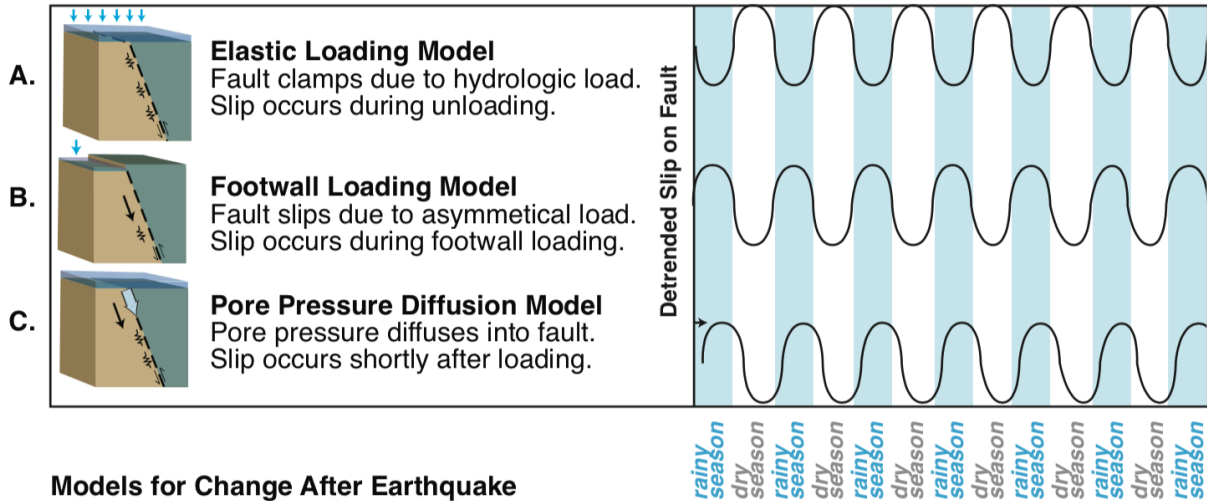 A.
Elastic Loading Model
Fault clamps due to hydrologic load.
Slip occurs during unloading.
B.
Footwall Loading Model
Fault slips due to asymmetical load.
Slip occurs during footwall loading.
C.
Pore Pressure Diffusion Model
Pore pressure diffuses into fault.
Slip occurs shortly after loading.
Detrended Slip on Fault
rainy
season
dry
season
rainy
season
dry
season
rainy
season
dry
season
rainy
season
dry
season
rainy
season
dry
season
rainy
season
dry
season
rainy
season
Models for Change After Earthquake